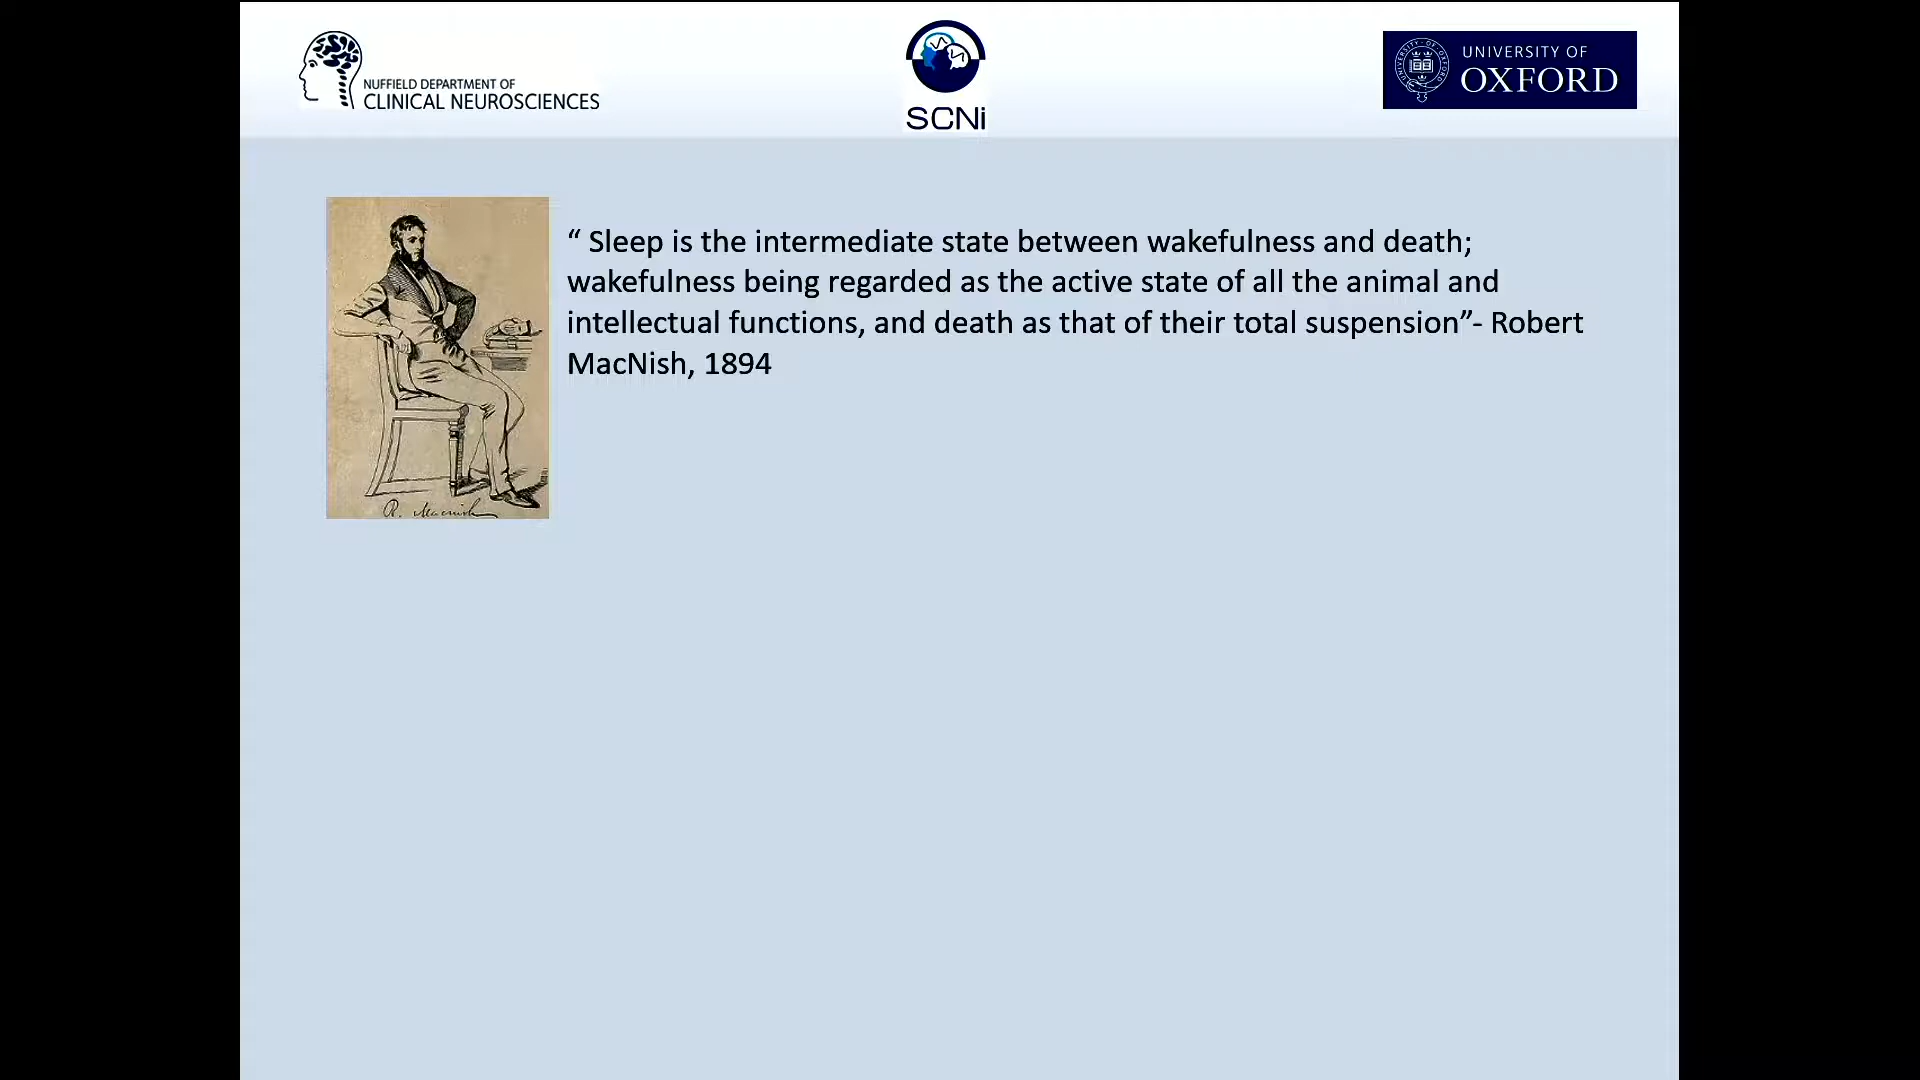 NUFFIELD DEPARTMENT OF
CLINICAL NEUROSCIENCES
SCNi
UNIVERSITY OF
OXFORD
“ Sleep is the intermediate state between wakefulness and death;
wakefulness being regarded as the active state of all the animal and
intellectual functions, and death as that of their total suspension”- Robert
MacNish, 1894
R. Macnish